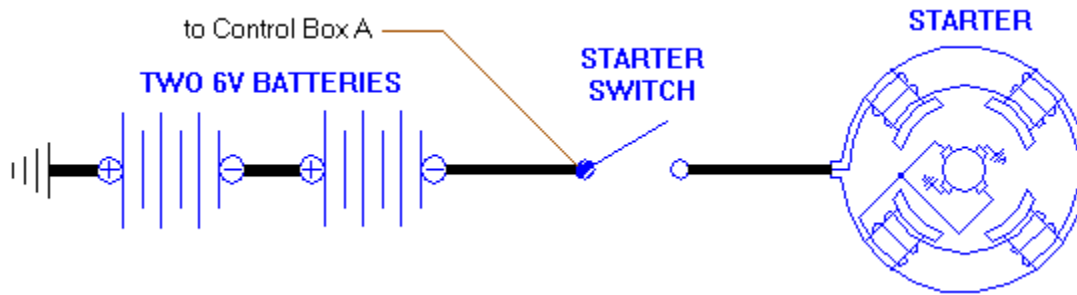 STARTER
to Control Box A
STARTER
SWITCH
TWO 6V BATTERIES
+
−
+
−